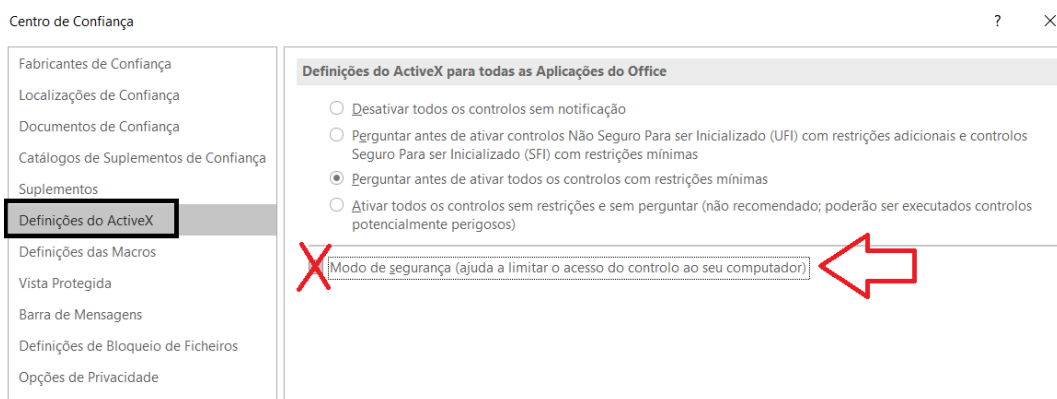 Centro de Confiança
?
Fabricantes de Confiança
Localizações de Confiança
Documentos de Confiança
Catálogos de Suplementos de Confiança
Suplementos
Definições do ActiveX
Definições das Macros
Vista Protegida
Barra de Mensagens
Definições de Bloqueio de Ficheiros
Opções de Privacidade
Definições do ActiveX para todas as Aplicações do Office
Desativar todos os controlos sem notificação
Perguntar antes de ativar controlos Não Seguro Para ser Inicializado (UFI) com restrições adicionais e controlos
Seguro Para ser Inicializado (SFI) com restrições mínimas
Perguntar antes de ativar todos os controlos com restrições mínimas
Ativar todos os controlos sem restrições e sem perguntar (não recomendado; poderão ser executados controlos
potencialmente perigosos)
Modo de segurança (ajuda a limitar o acesso do controlo ao seu computador)